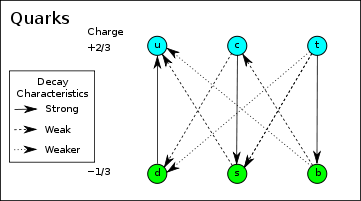 Quarks
Charge
+2/3
u c t
Decay
Characteristics
Strong
Weak
Weaker
−1/3
d s b